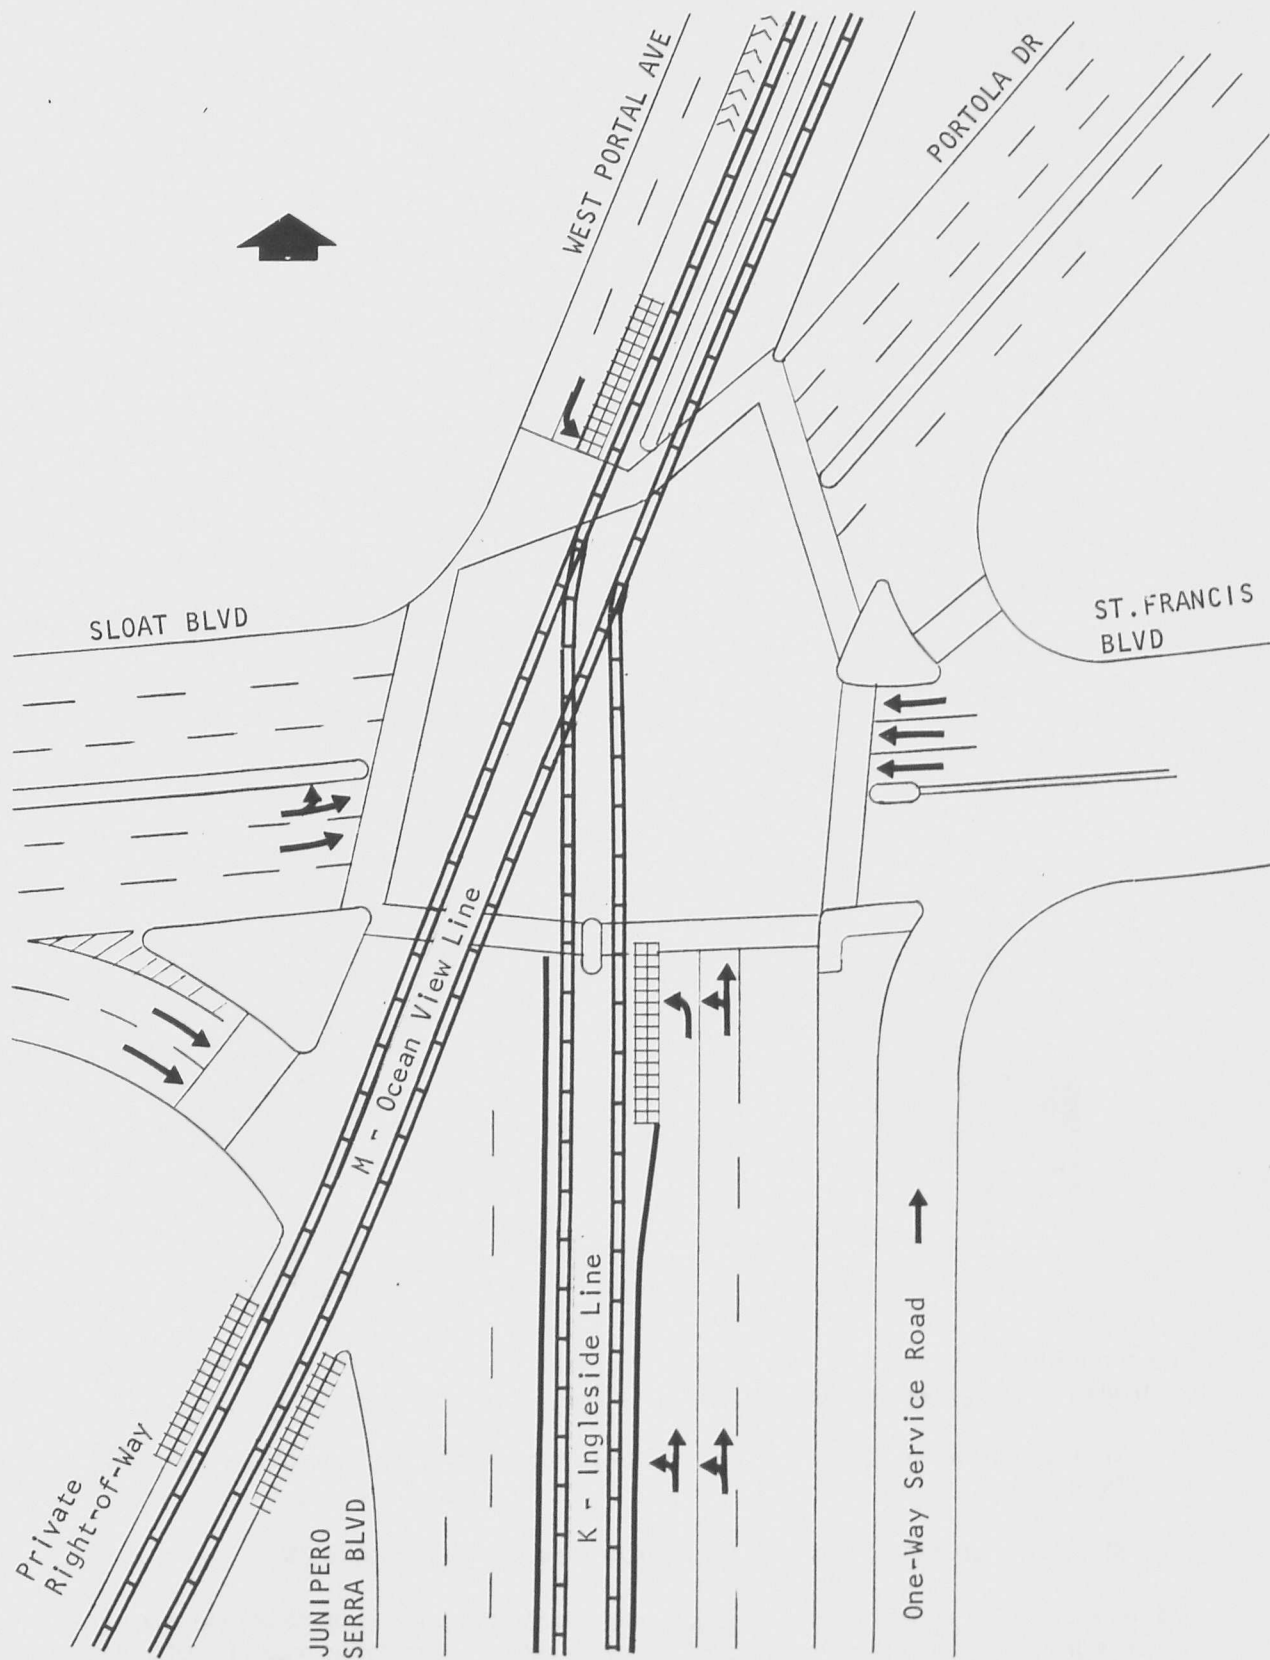 WEST PORTAL AVE
PORTOLA DR
SLOAT BLVD
ST. FRANCIS
BLVD
M - Ocean View Line
K - Ingleside Line
One-Way Service Road
Private
Right-of-Way
JUNIPERO
SERRA BLVD